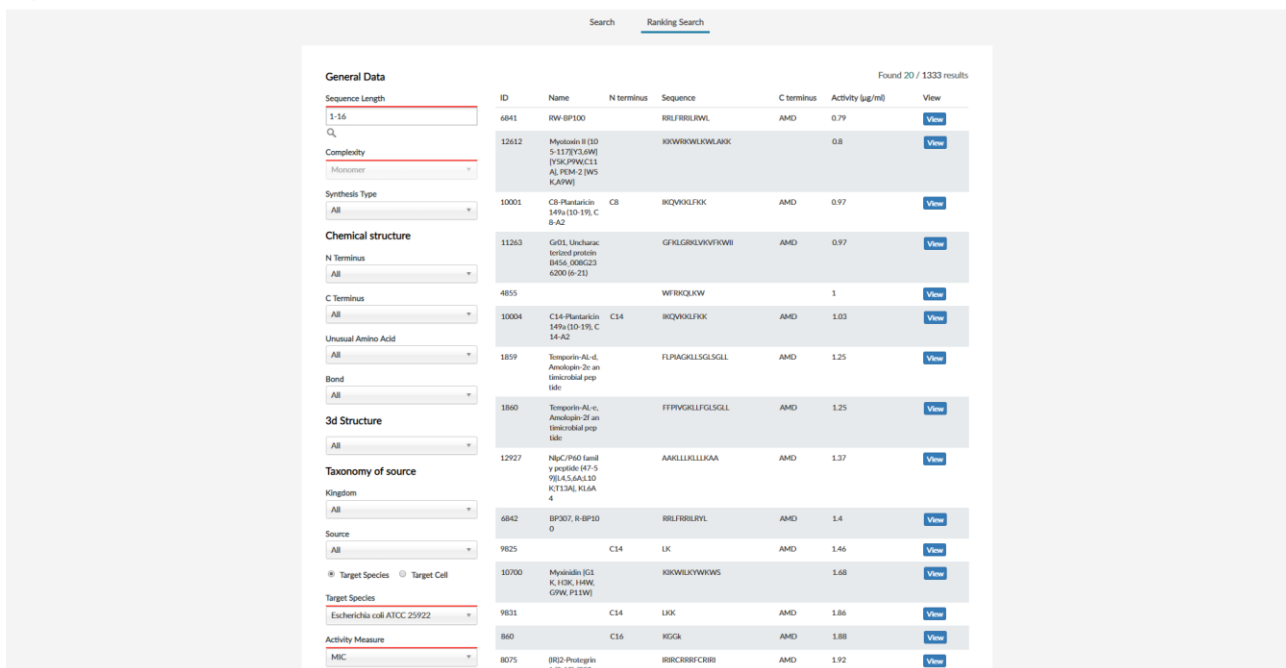 Search Ranking Search
General Data
Found 20 / 1333 results
Sequence Length
1-16
Complexity
Monomer
Synthesis Type
All
Chemical structure
N Terminus
All
C Terminus
All
Unusual Amino Acid
All
Bond
All
3d Structure
All
Taxonomy of source
Kingdom
All
Source
All
Target Species Target Cell
Target Species
Escherichia coli ATCC 25922
Activity Measure
MIC
ID Name N terminus Sequence C terminus Activity (µg/ml) View
6841 RW-BP100 RRLFRRILRWL AMD 0.79 View
12612 Myotoxin II (10 KKWRKWLKWLAKK 0.8 View
5-117)[Y3,6W]
[Y5K,P9W,C11
A], PEM-2 [W5
K,A9W]
10001 C8-Plantaricin C8 IKQVKKLFKK AMD 0.97 View
149a (10-19), C
8-A2
11263 Gr01, Uncharac GFKLGRKLVKVFKWII AMD 0.97 View
terized protein
B456_008G23
6200 (6-21)
4855 WFRKQLKW 1 View
10004 C14-Plantaricin C14 IKQVKKLFKK AMD 1.03 View
149a (10-19), C
14-A2
1859 Temporin-AL-d, FLPIAGKLLSGLSGLL AMD 1.25 View
Amolopin-2e an
timicrobial pep
tide
1860 Temporin-AL-e, FFPIVGKLLFGLSGLL AMD 1.25 View
Amolopin-2f an
timicrobial pep
tide
12927 NlpC/P60 famil AAKLLLKLLLKAA AMD 1.37 View
y peptide (47-5
9)[L4,5,6A;L10
K;T13A], KL6A
4
6842 BP307, R-BP10 RRLFRRILRYL AMD 1.4 View
0
9825 C14 LK AMD 1.46 View
10700 Myxinidin [G1 KIKWILKYWKWS 1.68 View
K, H3K, H4W,
G9W, P11W]
9831 C14 LKK AMD 1.86 View
860 C16 KGGk AMD 1.88 View
8075 (IR)2-Protegrin IRIRCRRRFCRIRI AMD 1.92 View